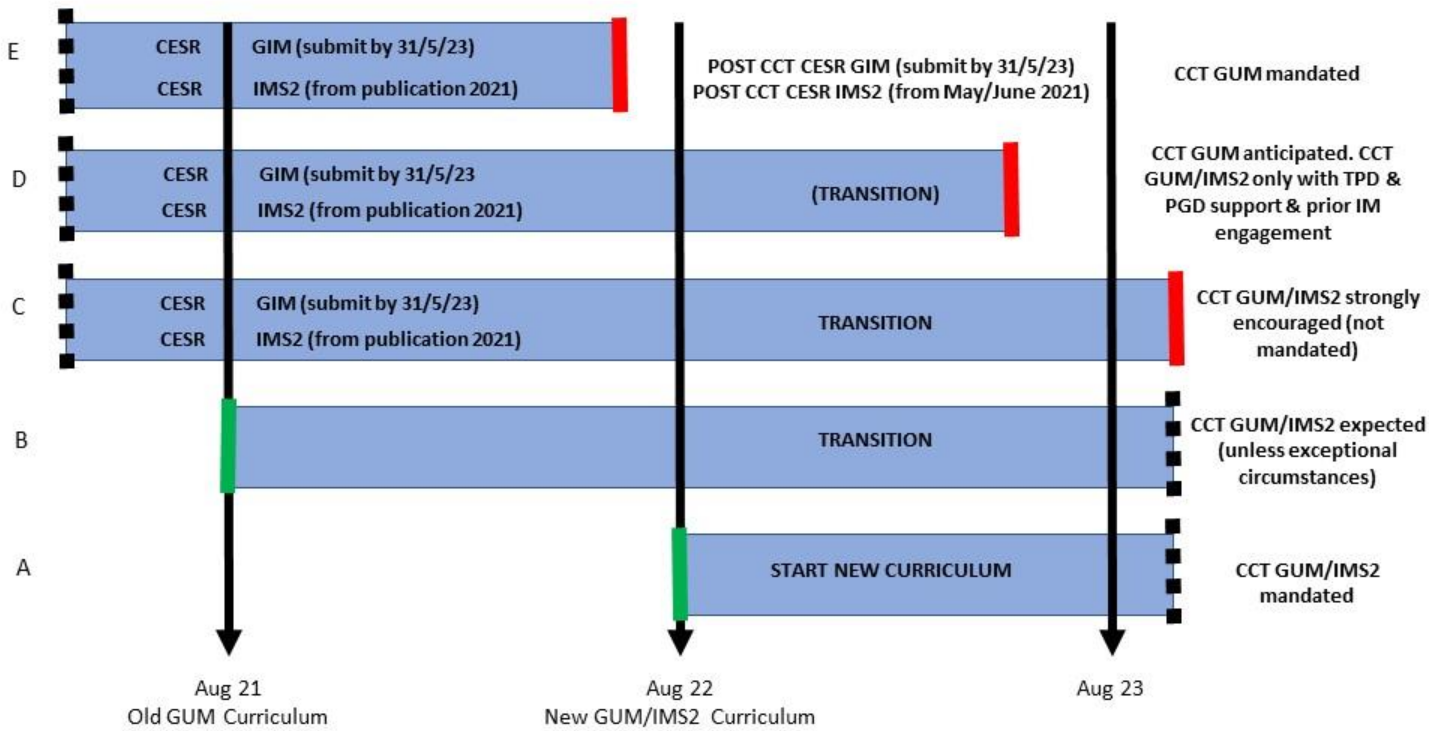 E
CESR GIM (submit by 31/5/23)
CESR IMS2 (from publication 2021)
POST CCT CESR GIM (submit by 31/5/23)
POST CCT CESR IMS2 (from May/June 2021)
CCT GUM mandated
D
CESR GIM (submit by 31/5/23
CESR IMS2 (from publication 2021)
(TRANSITION)
CCT GUM anticipated. CCT
GUM/IMS2 only with TPD &
PGD support & prior IM
engagement
C
CESR GIM (submit by 31/5/23)
CESR IMS2 (from publication 2021)
TRANSITION
CCT GUM/IMS2 strongly
encouraged (not
mandated)
B
TRANSITION
CCT GUM/IMS2 expected
(unless exceptional
circumstances)
A
START NEW CURRICULUM
CCT GUM/IMS2
mandated
Aug 21
Old GUM Curriculum
Aug 22
New GUM/IMS2 Curriculum
Aug 23